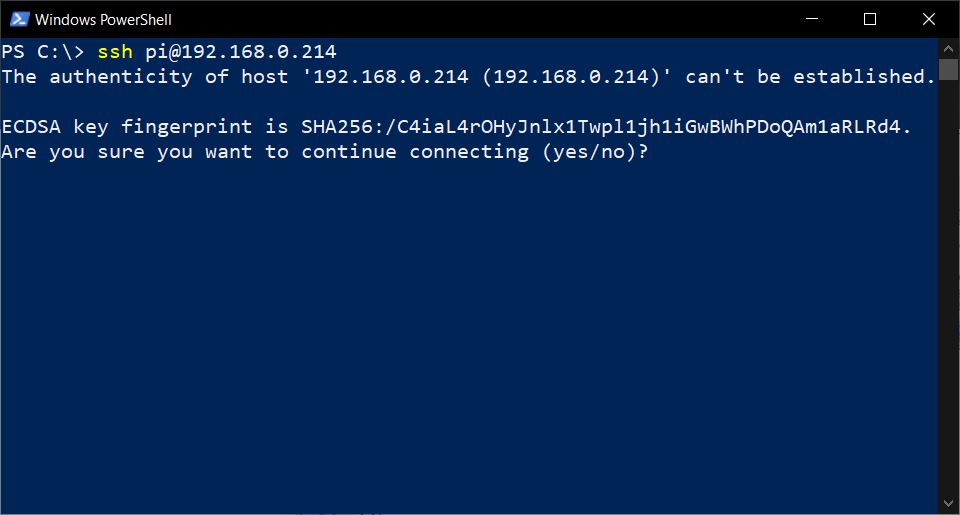 Windows PowerShell
PS C:\> ssh pi@192.168.0.214
The authenticity of host '192.168.0.214 (192.168.0.214)' can't be established.
ECDSA key fingerprint is SHA256:/C4iaL4rOHyJnlx1Twpl1jh1iGwBWhPDoQAm1aRLRd4.
Are you sure you want to continue connecting (yes/no)?